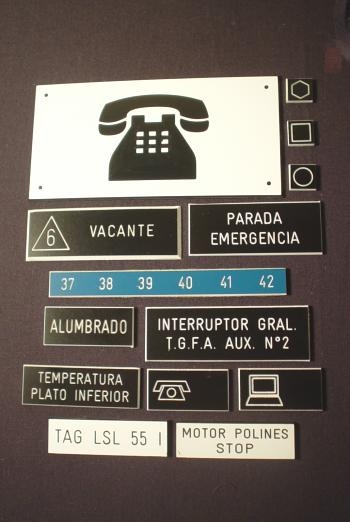 6 VACANTE
PARADA
EMERGENCIA
37 38 39 40 41 42
ALUMBRADO
INTERRUPTOR GRAL.
T.G.F.A. AUX. N°2
TEMPERATURA
PLATO INFERIOR
TAG LSL 55 I
MOTOR POLINES
STOP